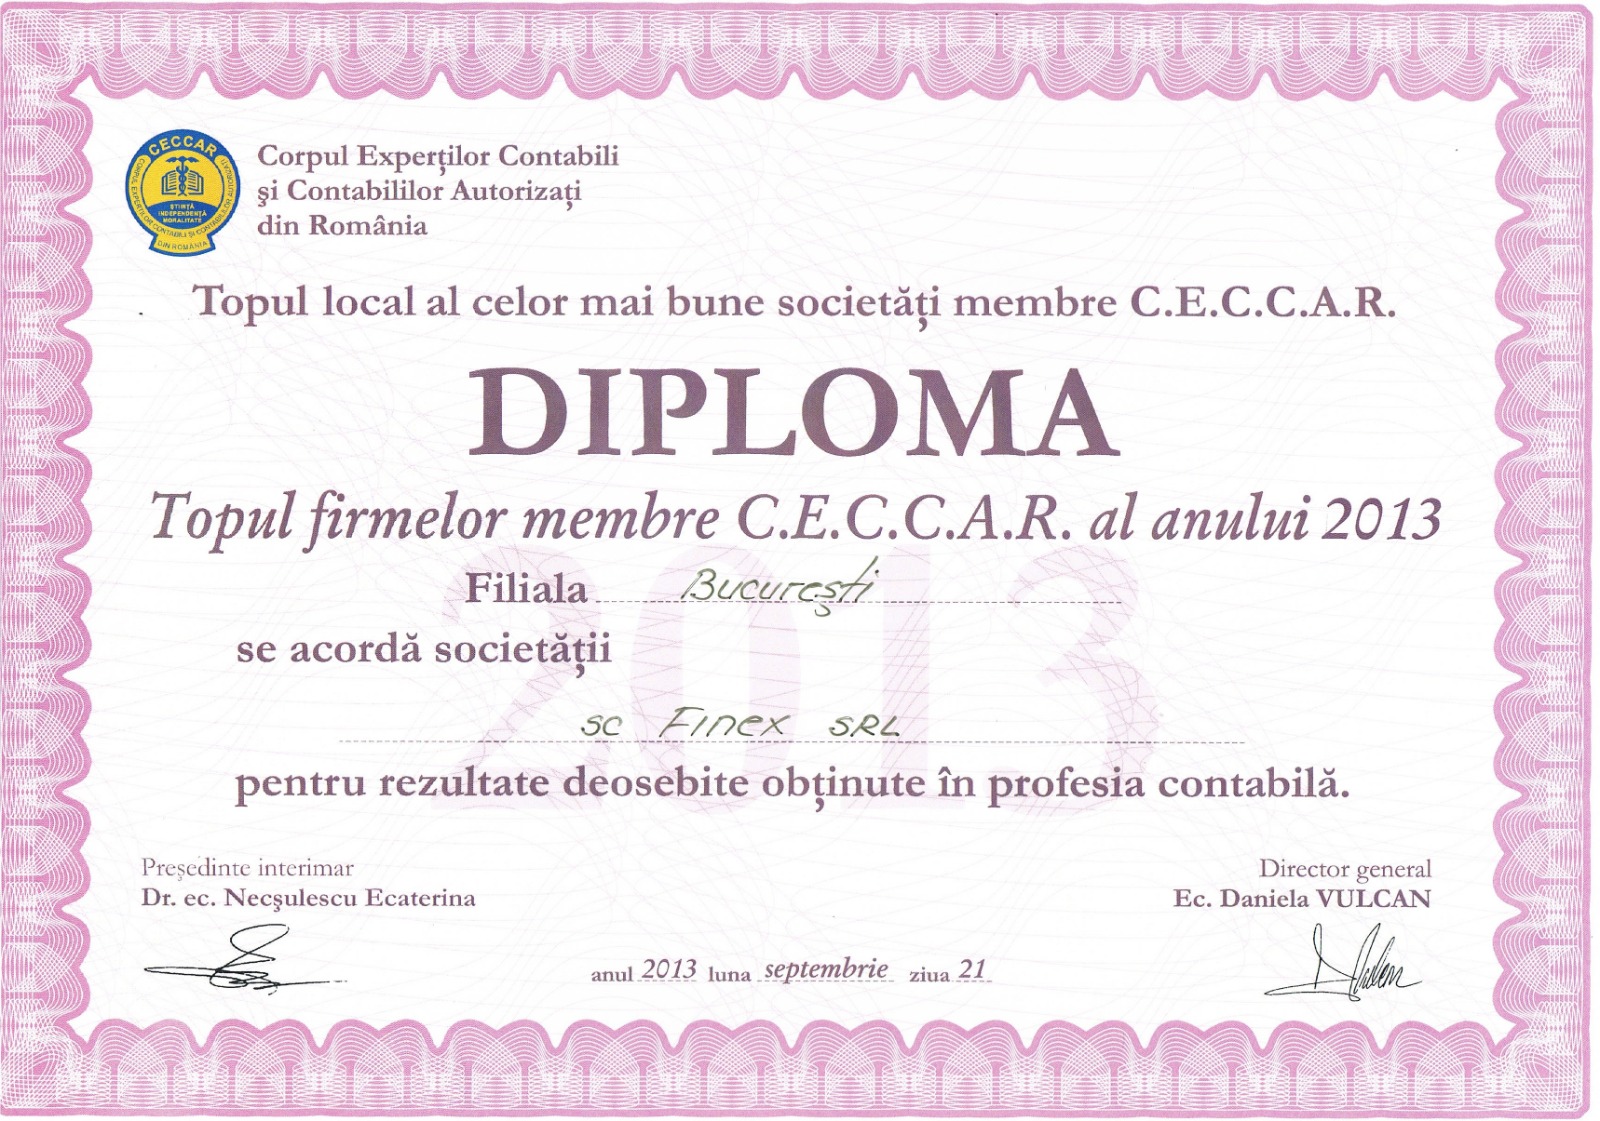 CECCAR
CORPUL EXPERŢILOR CONTABILI ŞI CONTABILILOR AUTORIZAŢI
ŞTIINŢĂ
INDEPENDENŢĂ
MORALITATE
DIN ROMÂNIA
Corpul Experţilor Contabili
şi Contabililor Autorizaţi
din România
Topul local al celor mai bune societăţi membre C.E.C.C.A.R.
DIPLOMA
Topul firmelor membre C.E.C.C.A.R. al anului 2013
2013
Filiala Bucureşti
se acordă societăţii
SC Finex SRL
pentru rezultate deosebite obţinute în profesia contabilă.
Preşedinte interimar
Dr. ec. Necşulescu Ecaterina
Director general
Ec. Daniela VULCAN
anul 2013 luna septembrie ziua 21